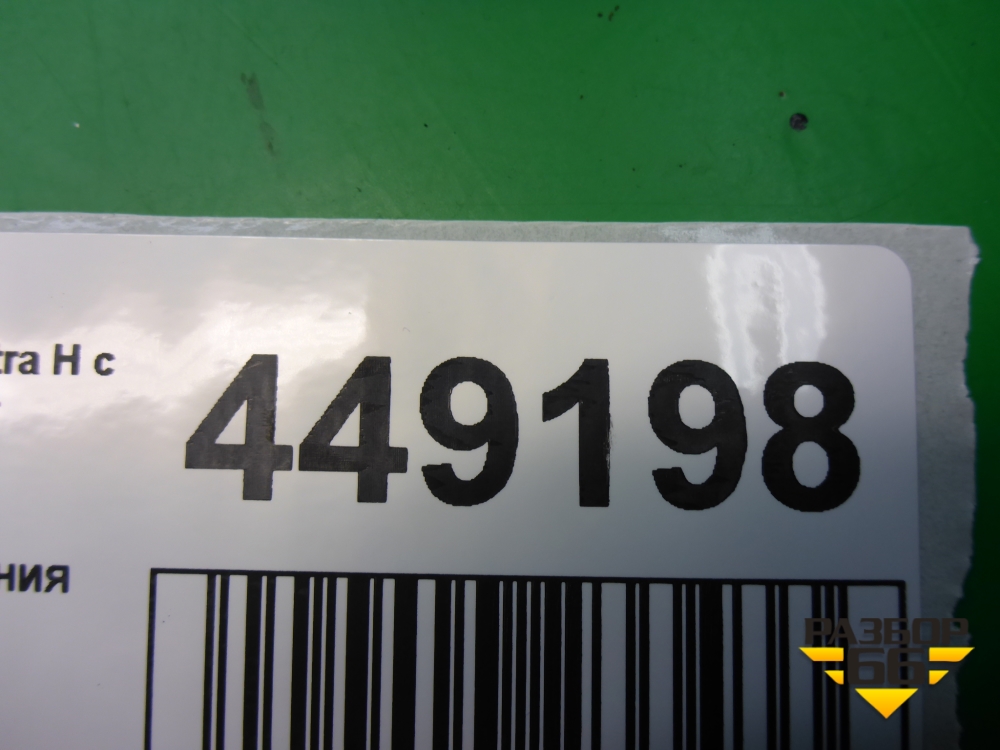 tra H с
449198
ния
РАЗБОР
66